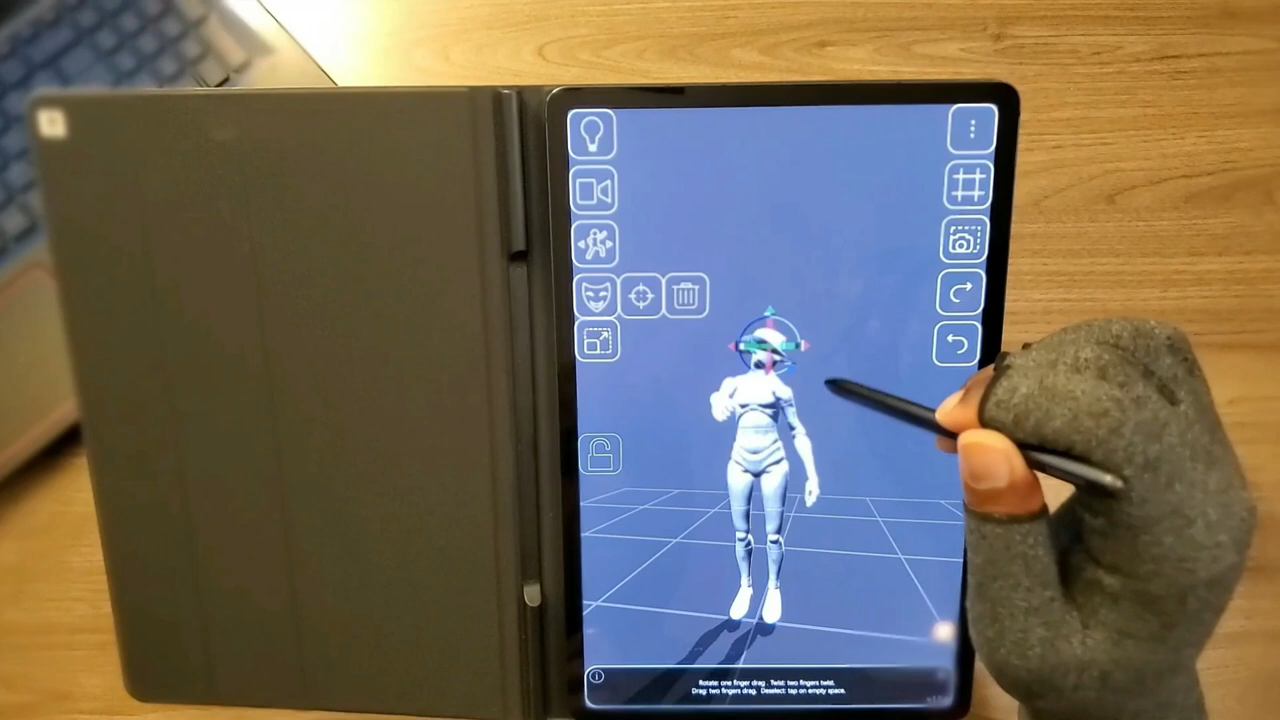 Rotate: one finger drag . Twist: two fingers twist.
Drag: two fingers drag. Deselect: tap on empty space.